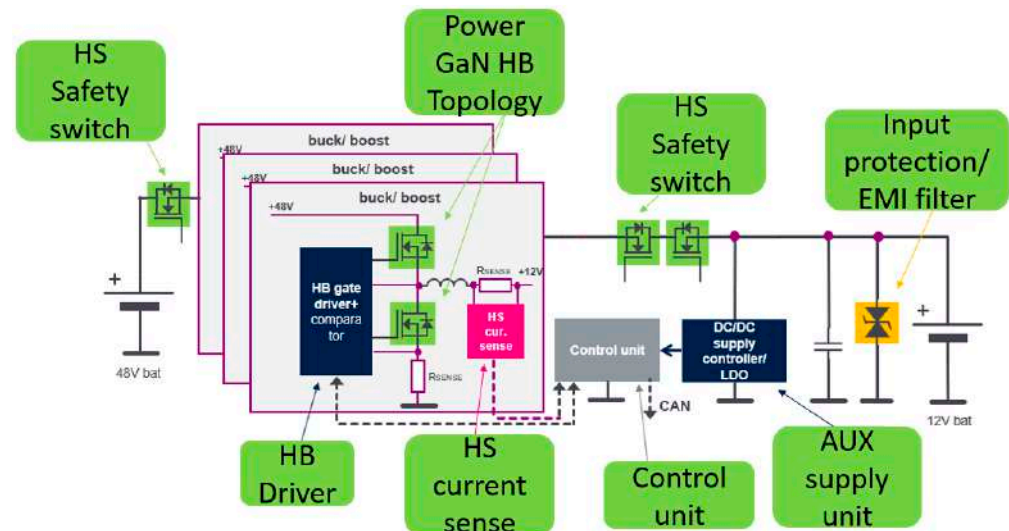 HS
Safety
switch
Power
GaN HB
Topology
HS
Safety
switch
Input
protection/
EMI filter
buck/ boost
+48V
buck/ boost
+48V
buck/ boost
+48V
HB gate
driver+
compara
tor
RSENSE
+12V
HS
cur.
sense
RSENSE
Control unit
DC/DC
supply
controller/
LDO
CAN
+
48V bat
+
12V bat
HB
Driver
HS
current
sense
Control
unit
AUX
supply
unit